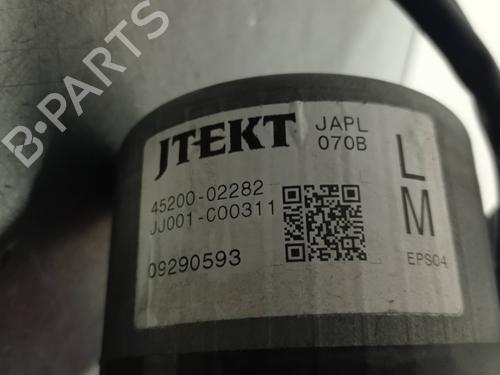 JTEKT
JAPL
070B
L
M
45200-02282
JJ001-C00311
09290593
EPS04
B-PARTS